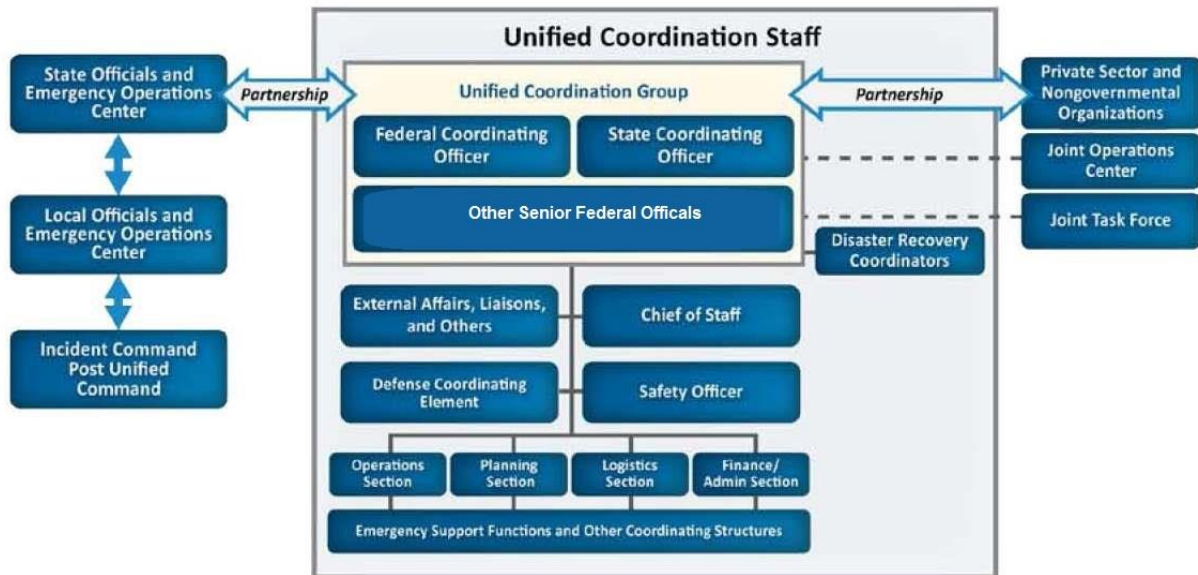 Unified Coordination Staff
State Officials and
Emergency Operations
Center
Partnership
Unified Coordination Group
Partnership
Private Sector and
Nongovernmental
Organizations
Federal Coordinating
Officer
State Coordinating
Officer
Joint Operations
Center
Local Officials and
Emergency Operations
Center
Other Senior Federal Officals
Joint Task Force
Disaster Recovery
Coordinators
External Affairs, Liaisons,
and Others
Chief of Staff
Incident Command
Post Unified
Command
Defense Coordinating
Element
Safety Officer
Operations
Section
Planning
Section
Logistics
Section
Finance/
Admin Section
Emergency Support Functions and Other Coordinating Structures